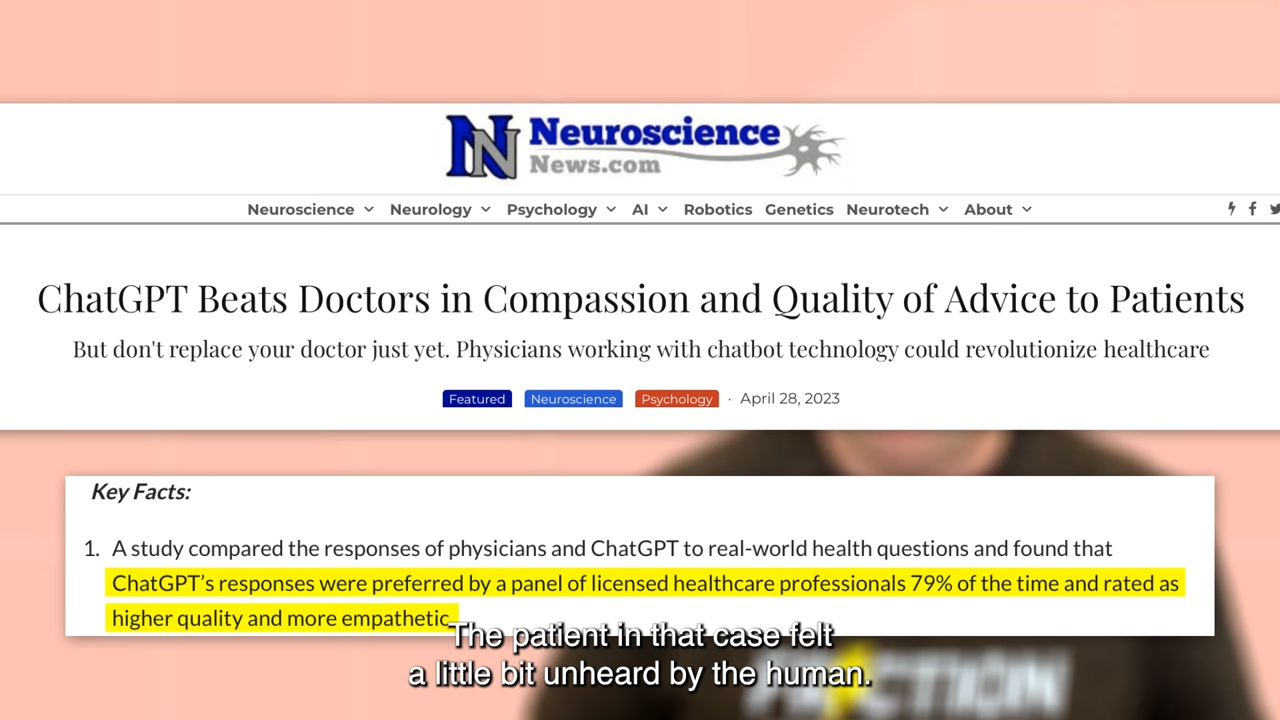 NN Neuroscience
News.com
Neuroscience Neurology Psychology AI Robotics Genetics Neurotech About
ChatGPT Beats Doctors in Compassion and Quality of Advice to Patients
But don't replace your doctor just yet. Physicians working with chatbot technology could revolutionize healthcare
Featured Neuroscience Psychology · April 28, 2023
Key Facts:
1. A study compared the responses of physicians and ChatGPT to real-world health questions and found that
ChatGPT’s responses were preferred by a panel of licensed healthcare professionals 79% of the time and rated as
higher quality and more empathetic
The patient in that case felt
a little bit unheard by the human.